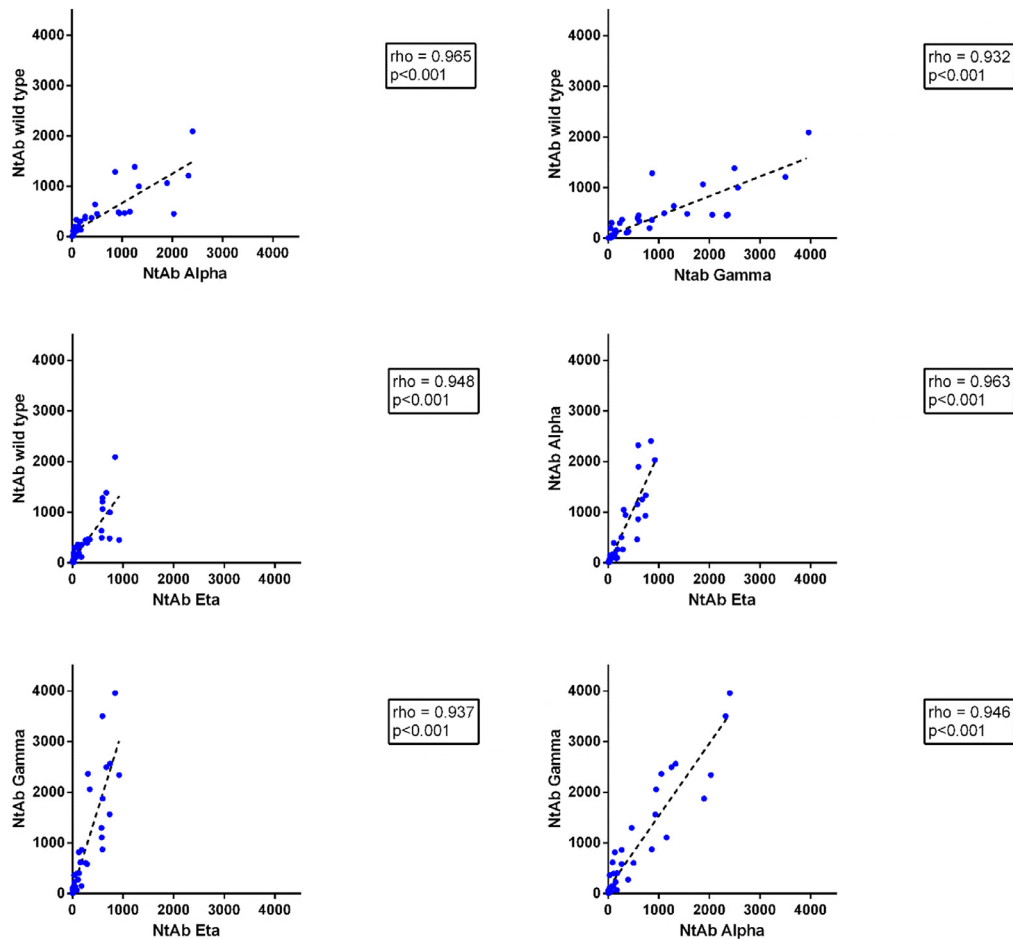 4000
3000
2000
1000
0
0 1000 2000 3000 4000
NtAb wild type
NtAb Alpha
rho = 0.965
p<0.001
4000
3000
2000
1000
0
0 1000 2000 3000 4000
NtAb wild type
Ntab Gamma
rho = 0.932
p<0.001
4000
3000
2000
1000
0
0 1000 2000 3000 4000
NtAb wild type
NtAb Eta
rho = 0.948
p<0.001
4000
3000
2000
1000
0
0 1000 2000 3000 4000
NtAb Alpha
NtAb Eta
rho = 0.963
p<0.001
4000
3000
2000
1000
0
0 1000 2000 3000 4000
NtAb Gamma
NtAb Eta
rho = 0.937
p<0.001
4000
3000
2000
1000
0
0 1000 2000 3000 4000
NtAb Gamma
NtAb Alpha
rho = 0.946
p<0.001